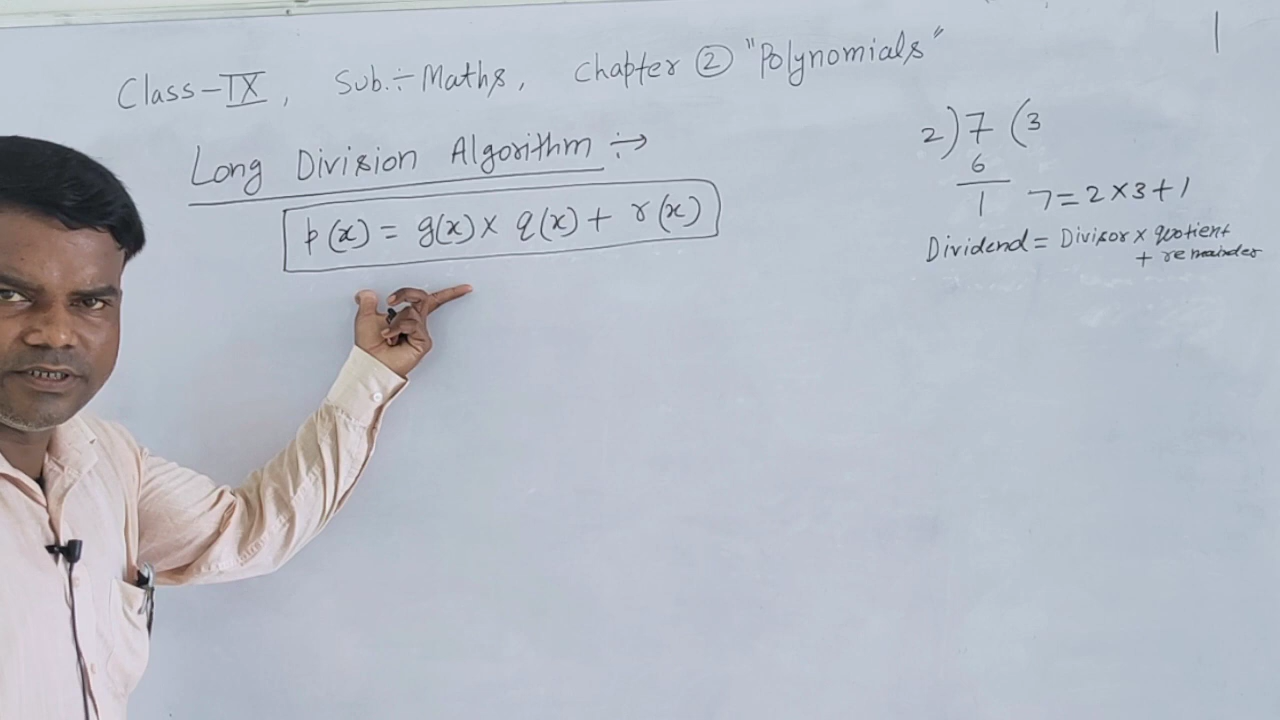 Class-IX, Sub.÷Maths, Chapter ② "Polynomials"
Long Division Algorithm ÷→
p(x) = g(x)× q(x) + r(x)
2)7(3
6
1 7=2×3+1
Dividend = Divisor × quotient
+ remainder